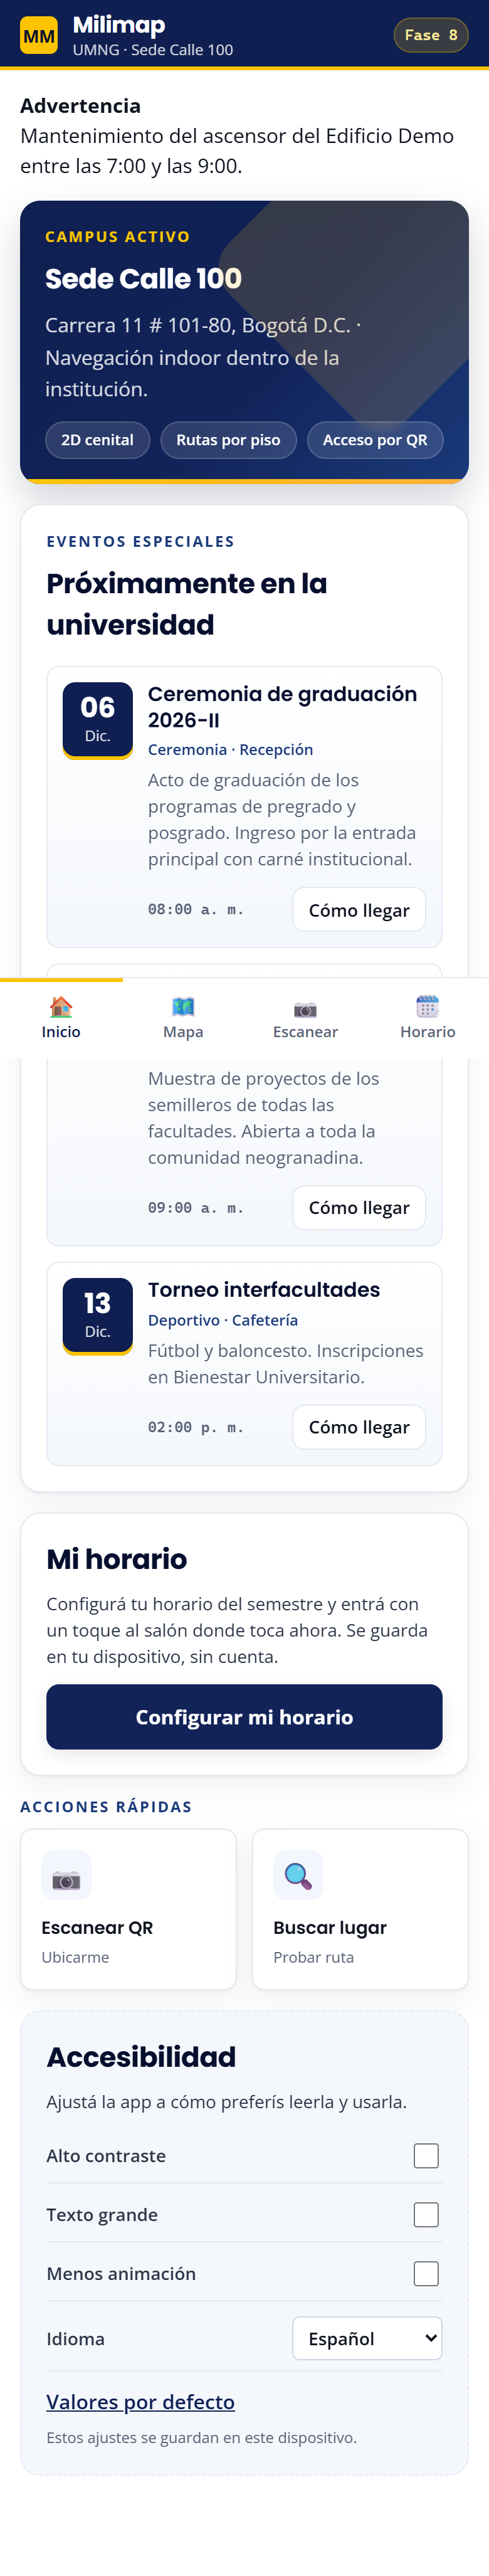 MM
Milimap
UMNG · Sede Calle 100
Fase 8
Advertencia
Mantenimiento del ascensor del Edificio Demo
entre las 7:00 y las 9:00.
CAMPUS ACTIVO
Sede Calle 100
Carrera 11 # 101-80, Bogotá D.C. ·
Navegación indoor dentro de la
institución.
2D cenital
Rutas por piso
Acceso por QR
EVENTOS ESPECIALES
Próximamente en la
universidad
06
Dic.
Ceremonia de graduación
2026-II
Ceremonia · Recepción
Acto de graduación de los
programas de pregrado y
posgrado. Ingreso por la entrada
principal con carné institucional.
08:00 a. m.
Cómo llegar
Inicio
Mapa
Escanear
Horario
Muestra de proyectos de los
semilleros de todas las
facultades. Abierta a toda la
comunidad neogranadina.
09:00 a. m.
Cómo llegar
13
Dic.
Torneo interfacultades
Deportivo · Cafetería
Fútbol y baloncesto. Inscripciones
en Bienestar Universitario.
02:00 p. m.
Cómo llegar
Mi horario
Configurá tu horario del semestre y entrá con
un toque al salón donde toca ahora. Se guarda
en tu dispositivo, sin cuenta.
Configurar mi horario
ACCIONES RÁPIDAS
Escanear QR
Ubicarme
Buscar lugar
Probar ruta
Accesibilidad
Ajustá la app a cómo preferís leerla y usarla.
Alto contraste
Texto grande
Menos animación
Idioma
Español
Valores por defecto
Estos ajustes se guardan en este dispositivo.